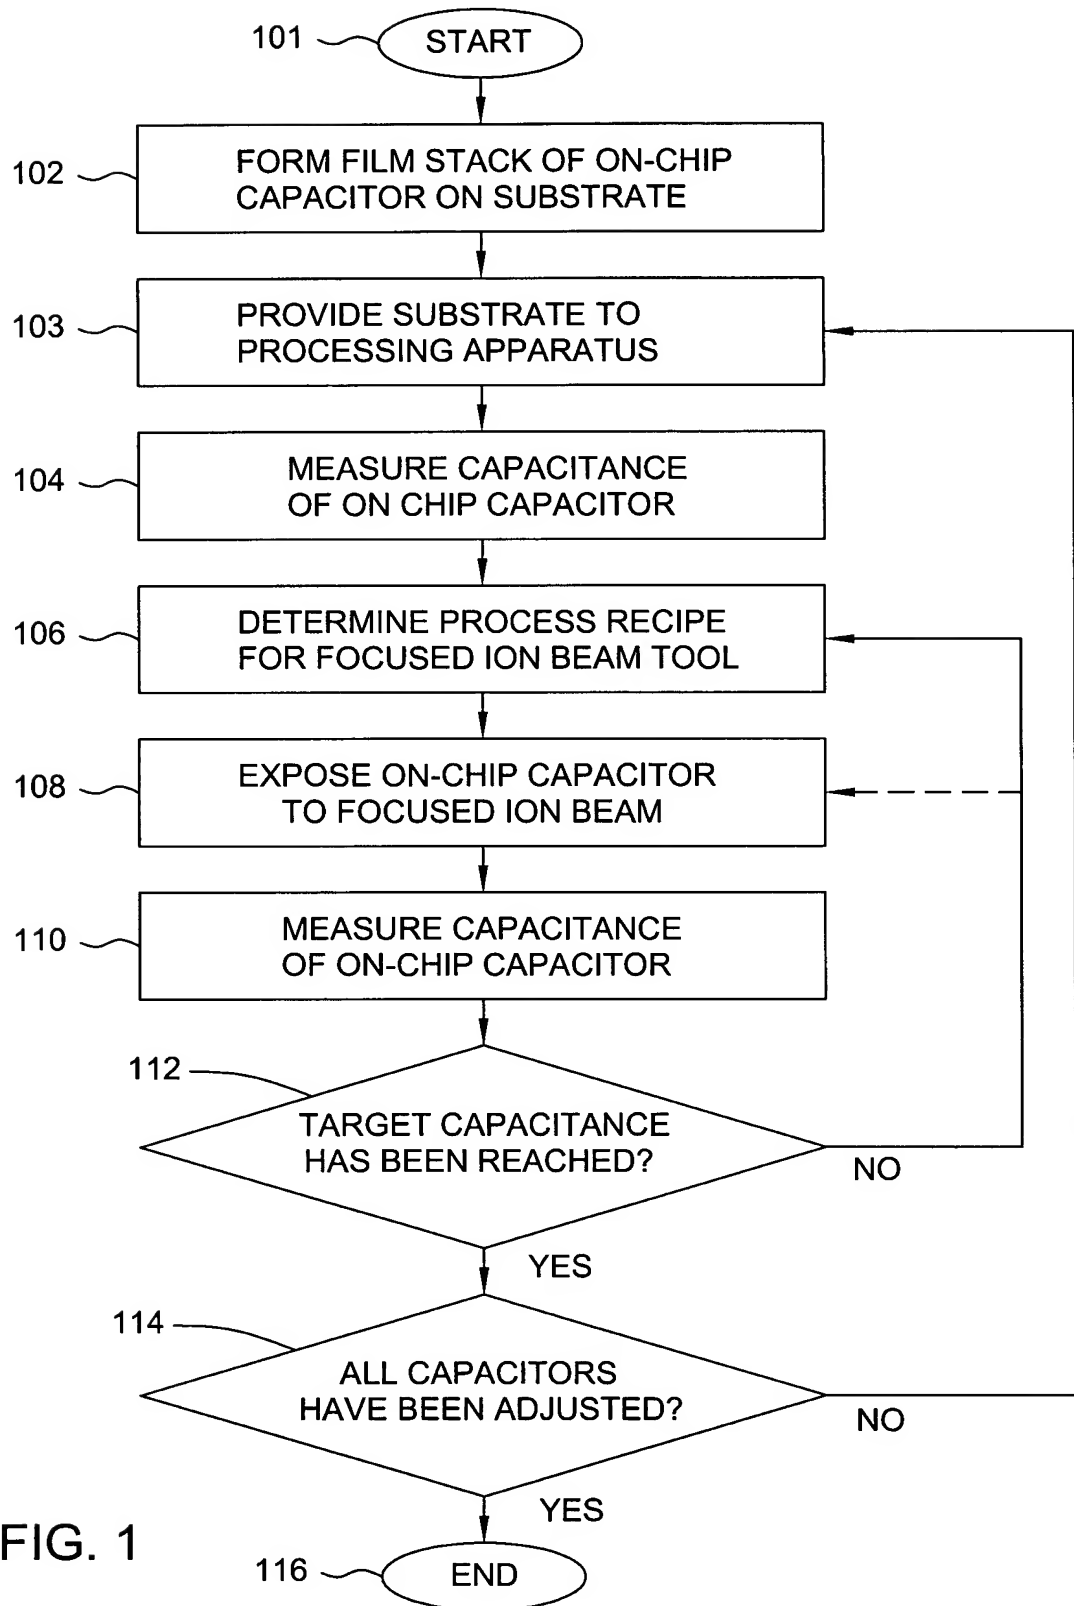 101
START
102
FORM FILM STACK OF ON-CHIP
CAPACITOR ON SUBSTRATE
103
PROVIDE SUBSTRATE TO
PROCESSING APPARATUS
104
MEASURE CAPACITANCE
OF ON CHIP CAPACITOR
106
DETERMINE PROCESS RECIPE
FOR FOCUSED ION BEAM TOOL
108
EXPOSE ON-CHIP CAPACITOR
TO FOCUSED ION BEAM
110
MEASURE CAPACITANCE
OF ON-CHIP CAPACITOR
112
TARGET CAPACITANCE
HAS BEEN REACHED?
NO
YES
114
ALL CAPACITORS
HAVE BEEN ADJUSTED?
NO
YES
FIG. 1
116
END